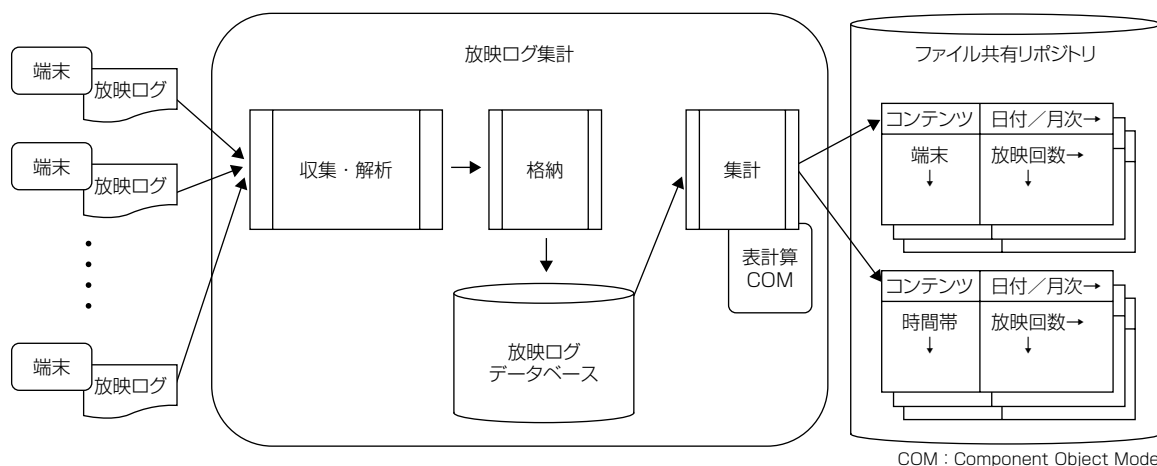 放映ログ集計
ファイル共有リポジトリ
端末
放映ログ
端末
放映ログ
端末
放映ログ
収集・解析
格納
集計
表計算
COM
放映ログ
データベース
コンテンツ
日付／月次→
端末
↓
放映回数→
↓
コンテンツ
日付／月次→
時間帯
↓
放映回数→
↓
COM：Component Object Mode